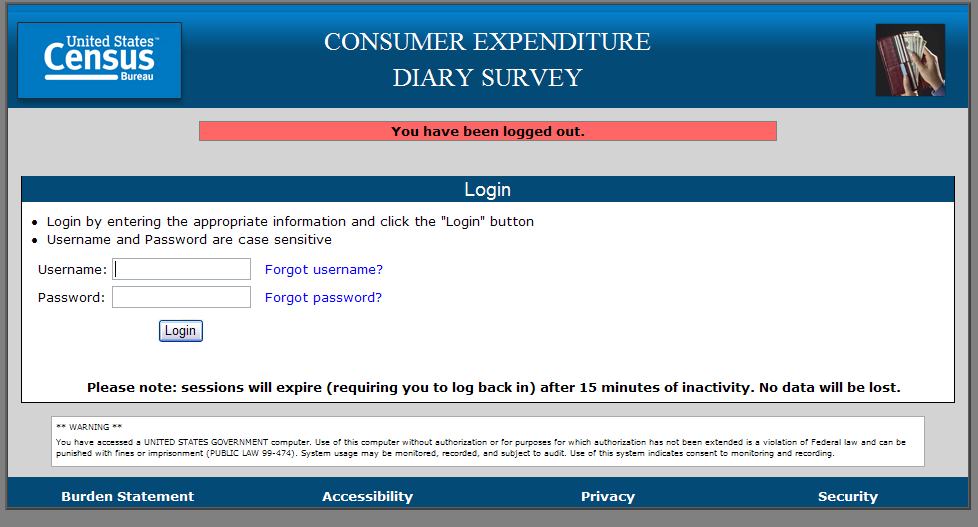 United States™
Census
Bureau
CONSUMER EXPENDITURE
DIARY SURVEY
You have been logged out.
Login
• Login by entering the appropriate information and click the "Login" button
• Username and Password are case sensitive
Username: Forgot username?
Password: Forgot password?
Login
Please note: sessions will expire (requiring you to log back in) after 15 minutes of inactivity. No data will be lost.
** WARNING **
You have accessed a UNITED STATES GOVERNMENT computer. Use of this computer without authorization or for purposes for which authorization has not been extended is a violation of Federal law and can be
punished with fines or imprisonment (PUBLIC LAW 99-474). System usage may be monitored, recorded, and subject to audit. Use of this system indicates consent to monitoring and recording.
Burden Statement Accessibility Privacy Security